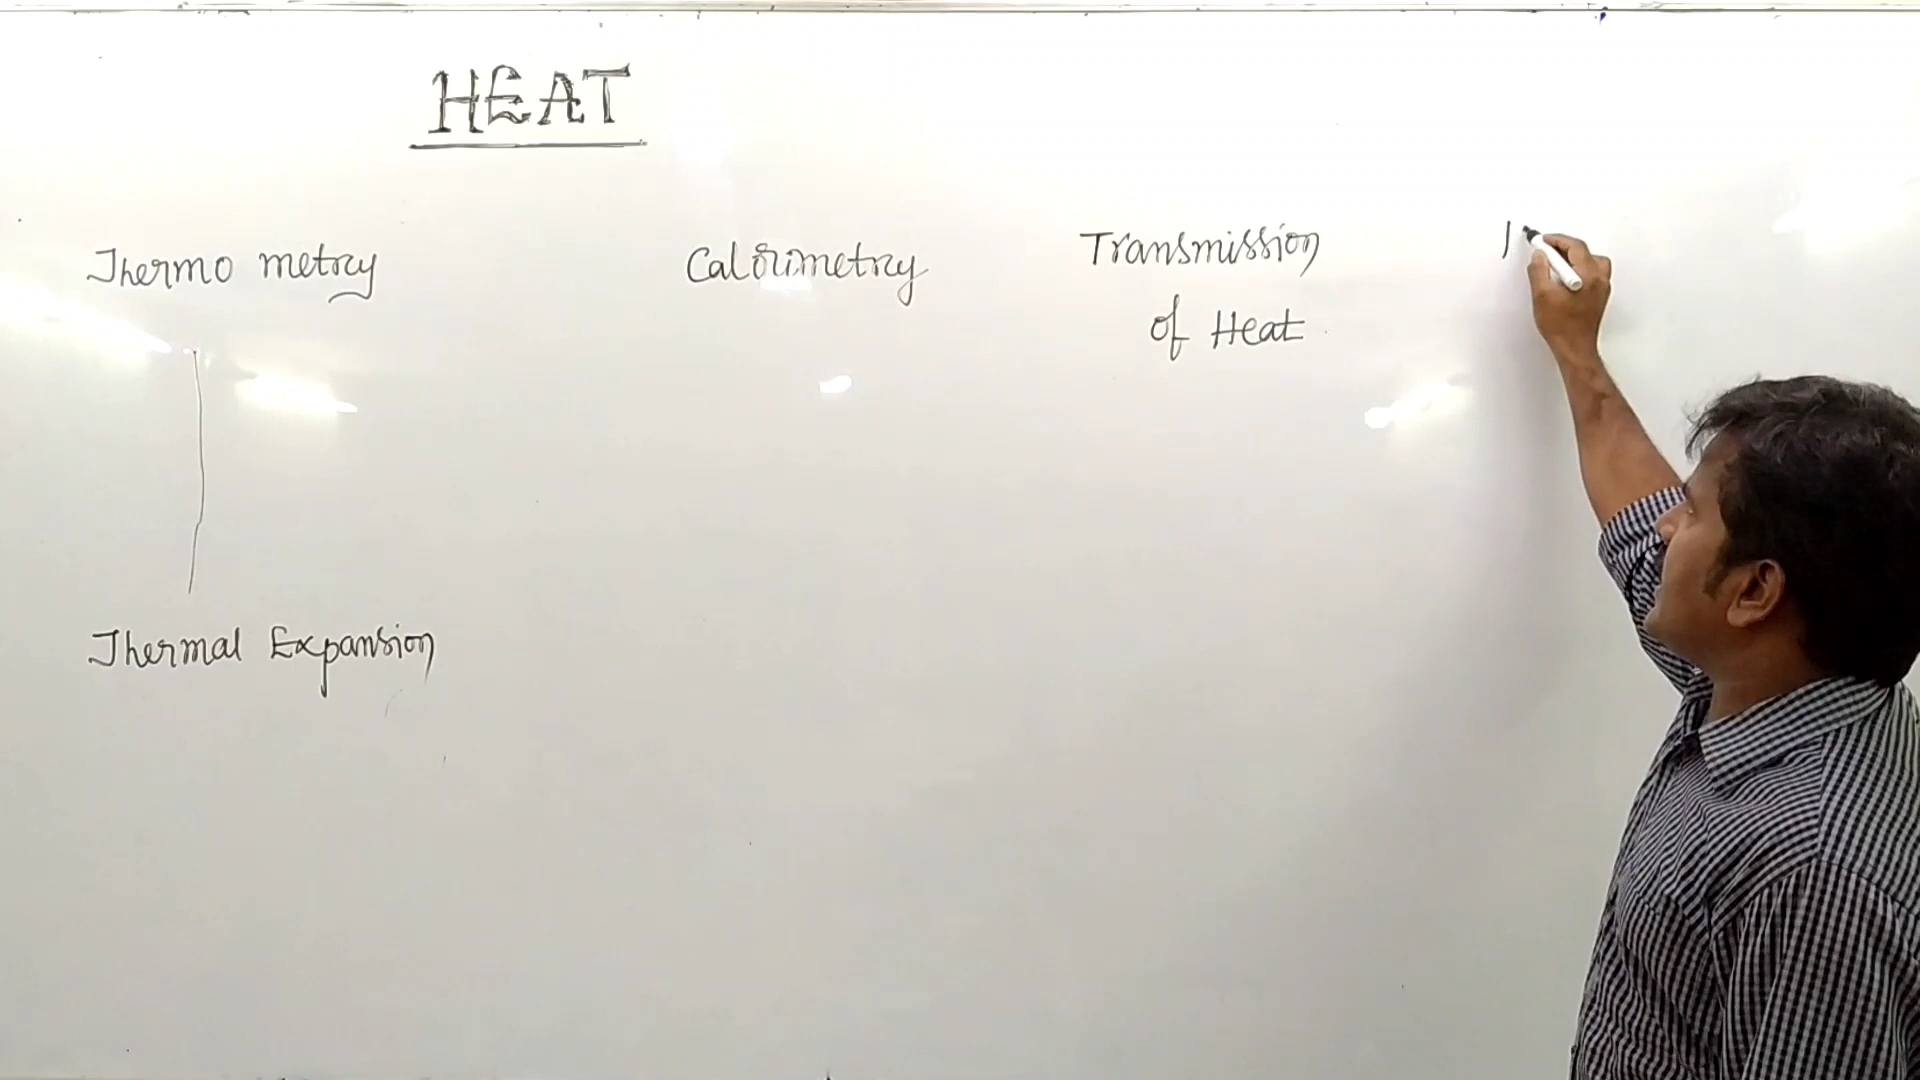 HEAT
Thermo metry
Calorimetry
Transmission
of Heat
Thermal Expansion